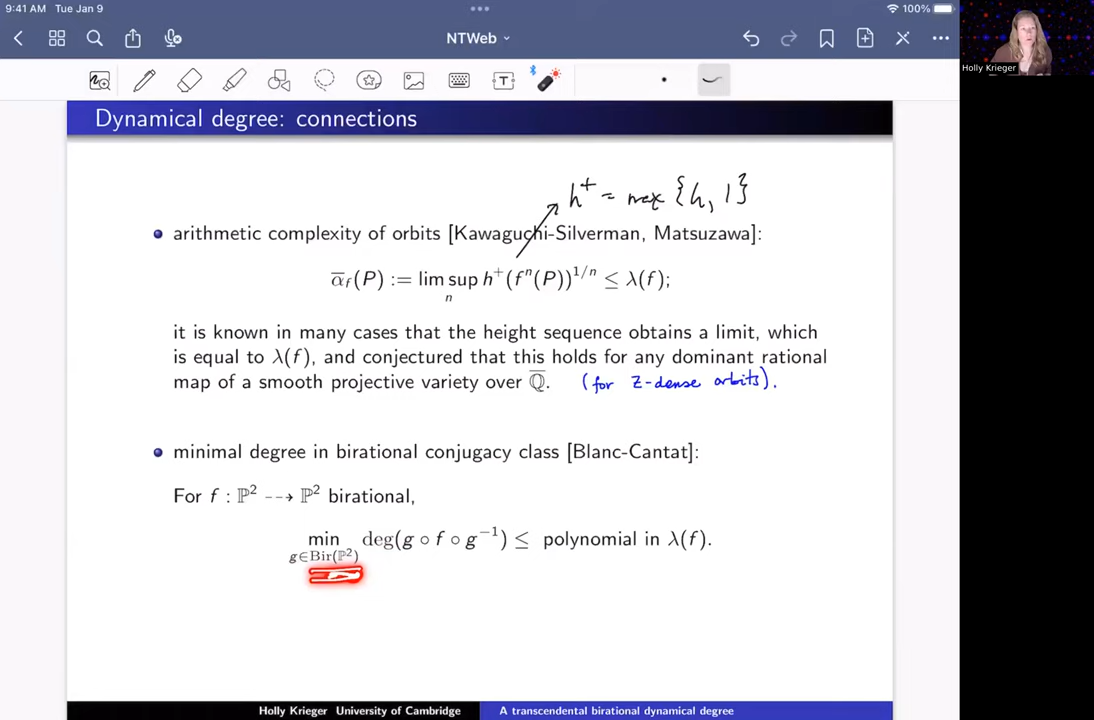 9:41 AM Tue Jan 9
100%
NTWeb
Holly Krieger
Dynamical degree: connections
h⁺ = max {h, 1}
arithmetic complexity of orbits [Kawaguchi-Silverman, Matsuzawa]:
ᾱ_f(P) := lim sup_n h⁺(fⁿ(P))^{1/n} ≤ λ(f);
it is known in many cases that the height sequence obtains a limit, which
is equal to λ(f), and conjectured that this holds for any dominant rational
map of a smooth projective variety over ℚ̅. (for Z-dense orbits).
minimal degree in birational conjugacy class [Blanc-Cantat]:
For f : ℙ² ⇢ ℙ² birational,
min_{g∈Bir(ℙ²)} deg(g ∘ f ∘ g⁻¹) ≤ polynomial in λ(f).
Holly Krieger University of Cambridge A transcendental birational dynamical degree